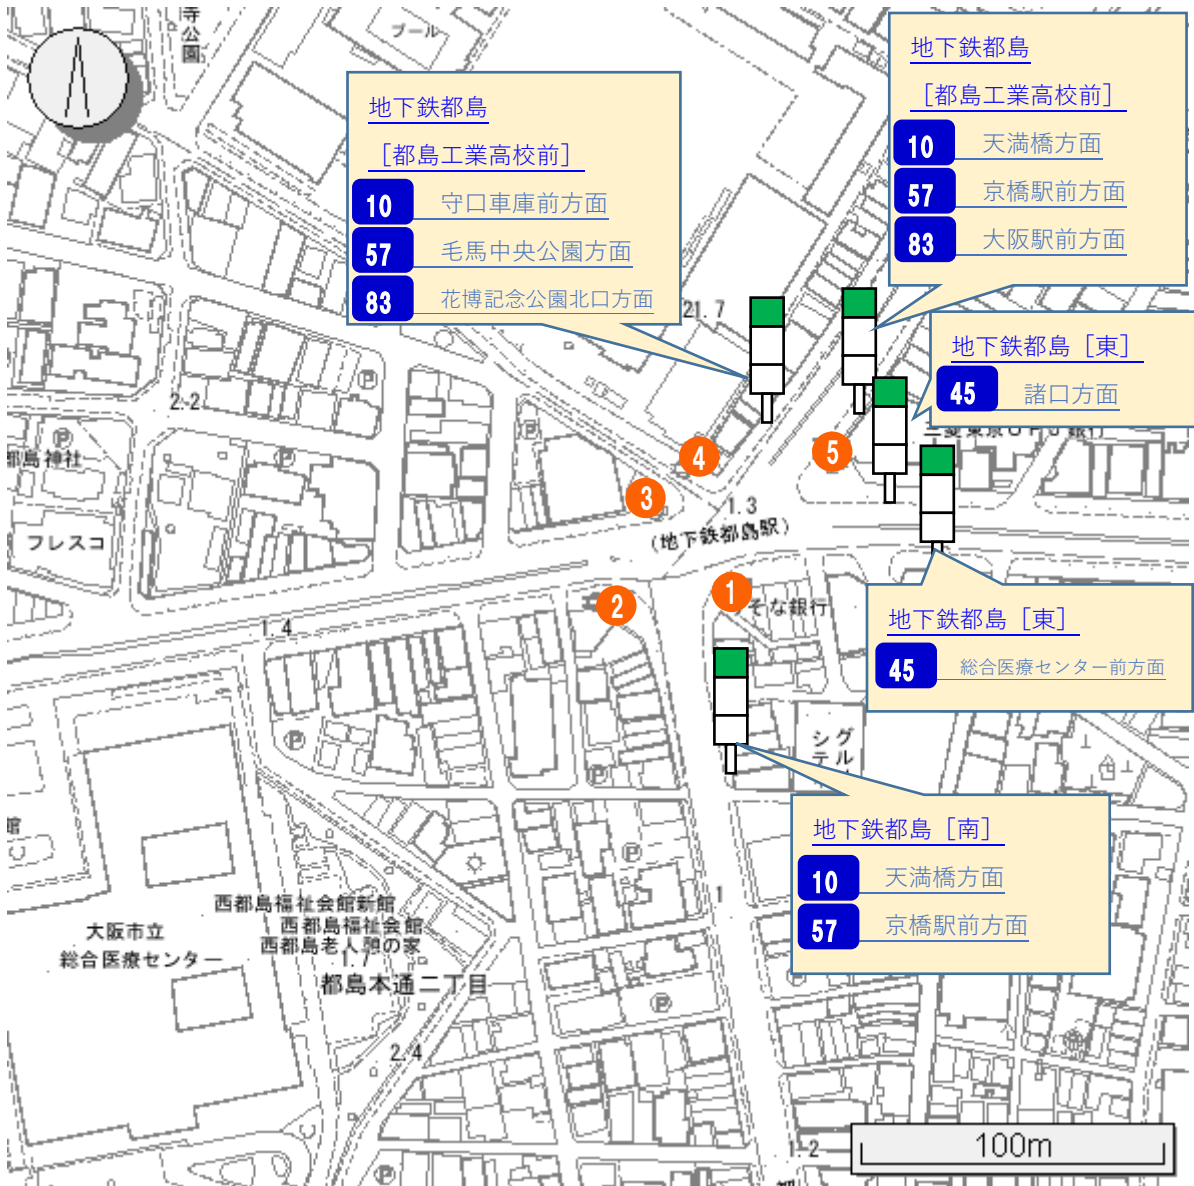 寺公園
プール
地下鉄都島
［都島工業高校前］
10 守口車庫前方面
57 毛馬中央公園方面
83 花博記念公園北口方面
地下鉄都島
［都島工業高校前］
10 天満橋方面
57 京橋駅前方面
83 大阪駅前方面
21.7
地下鉄都島［東］
45 諸口方面
2.2
P
P
P
P
都島神社
フレスコ
4
5
3
1.3
(地下鉄都島駅)
1
2
そな銀行
1.4
地下鉄都島［東］
45 総合医療センター前方面
P
P
シグ
テル
地下鉄都島［南］
10 天満橋方面
57 京橋駅前方面
館
P
1
西都島福祉会館新館
西都島福祉会館
西都島老人憩の家
1.7
大阪市立
総合医療センター
都島本通二丁目
P
P
2.4
1.2
P
100m